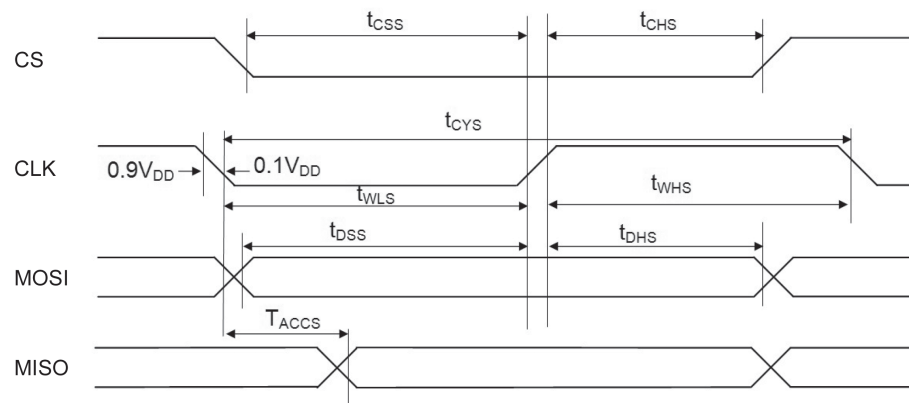 tCSS tCHS
CS
tCYS
CLK 0.9VDD 0.1VDD
tWLS tWHS
tDSS tDHS
MOSI
TACCS
MISO